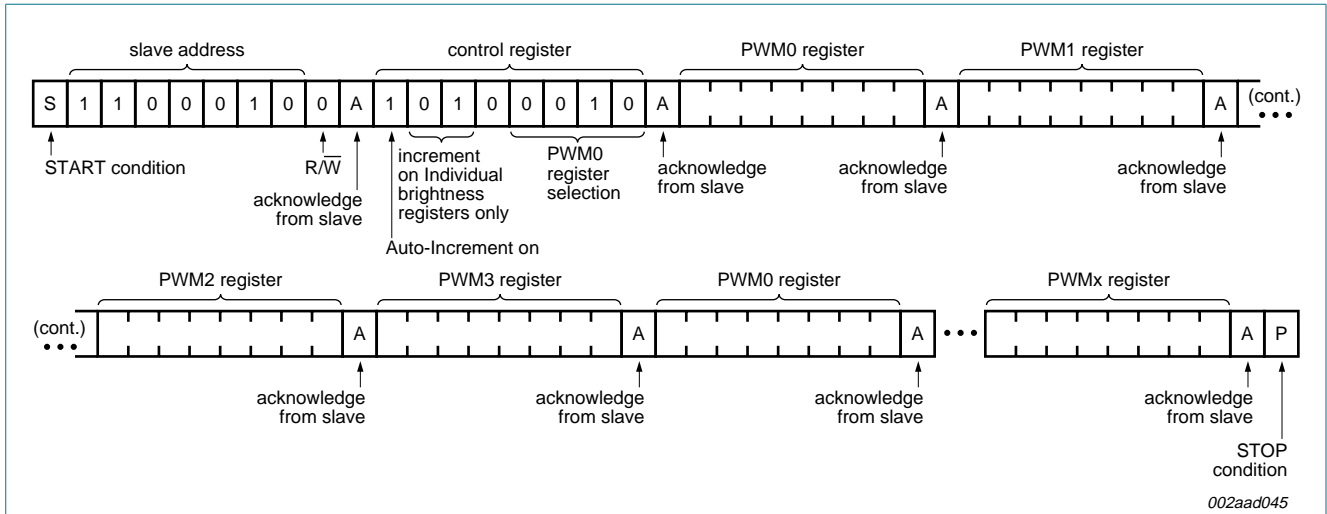 slave address control register PWM0 register PWM1 register
S 1 1 0 0 0 1 0 0 A 1 0 1 0 0 0 1 0 A A A (cont.)
START condition
R/W̅
acknowledge
from slave
Auto-Increment on
increment
on Individual
brightness
registers only
PWM0
register
selection
acknowledge
from slave
acknowledge
from slave
acknowledge
from slave
PWM2 register PWM3 register PWM0 register PWMx register
(cont.) A A A A P
acknowledge
from slave
acknowledge
from slave
acknowledge
from slave
acknowledge
from slave
STOP
condition
002aad045